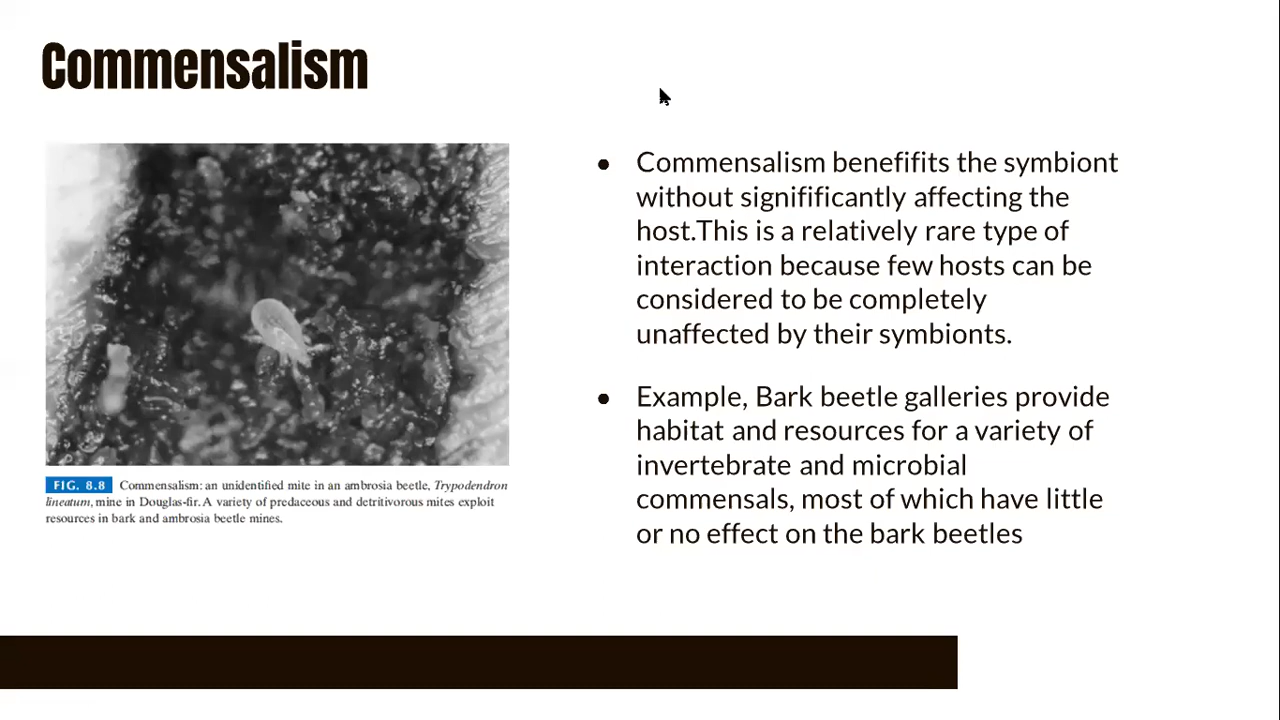 Commensalism
Commensalism benefifits the symbiont
without signifificantly affecting the
host.This is a relatively rare type of
interaction because few hosts can be
considered to be completely
unaffected by their symbionts.
Example, Bark beetle galleries provide
habitat and resources for a variety of
invertebrate and microbial
commensals, most of which have little
or no effect on the bark beetles
FIG. 8.8 Commensalism: an unidentified mite in an ambrosia beetle, Trypodendron
lineatum, mine in Douglas-fir. A variety of predaceous and detritivorous mites exploit
resources in bark and ambrosia beetle mines.